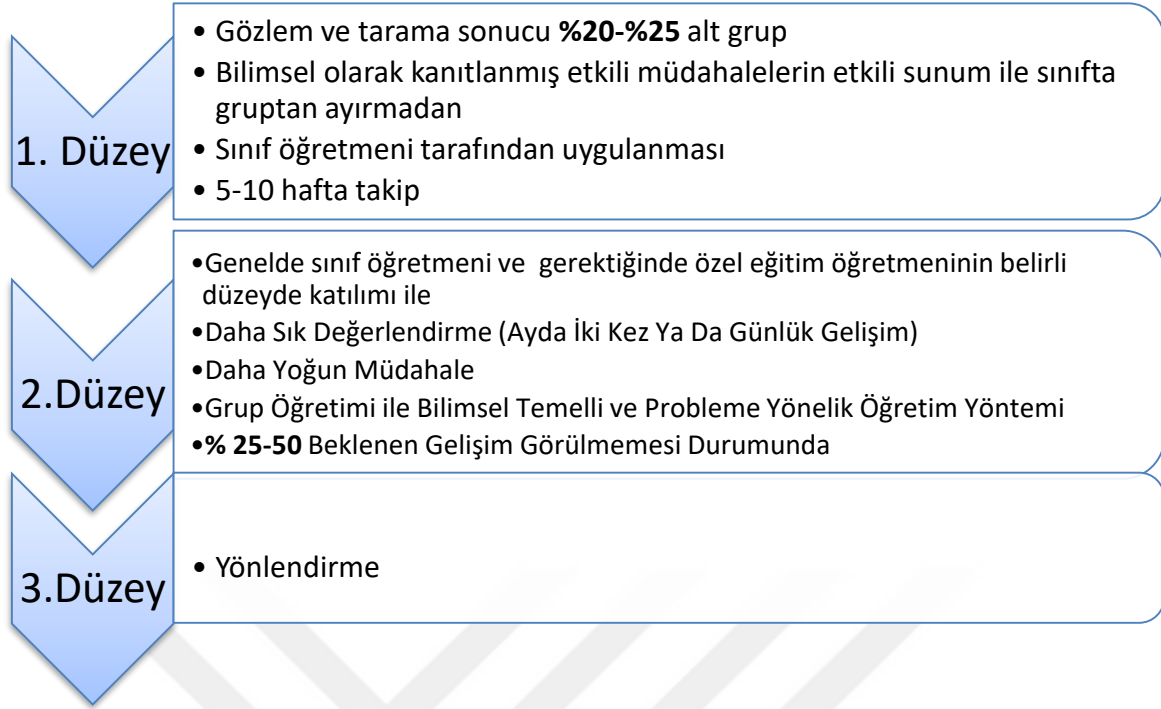 1. Düzey
• Gözlem ve tarama sonucu %20-%25 alt grup
• Bilimsel olarak kanıtlanmış etkili müdahalelerin etkili sunum ile sınıfta
gruptan ayırmadan
• Sınıf öğretmeni tarafından uygulanması
• 5-10 hafta takip
2.Düzey
•Genelde sınıf öğretmeni ve gerektiğinde özel eğitim öğretmeninin belirli
düzeyde katılımı ile
•Daha Sık Değerlendirme (Ayda İki Kez Ya Da Günlük Gelişim)
•Daha Yoğun Müdahale
•Grup Öğretimi ile Bilimsel Temelli ve Probleme Yönelik Öğretim Yöntemi
•% 25-50 Beklenen Gelişim Görülmemesi Durumunda
3.Düzey
• Yönlendirme